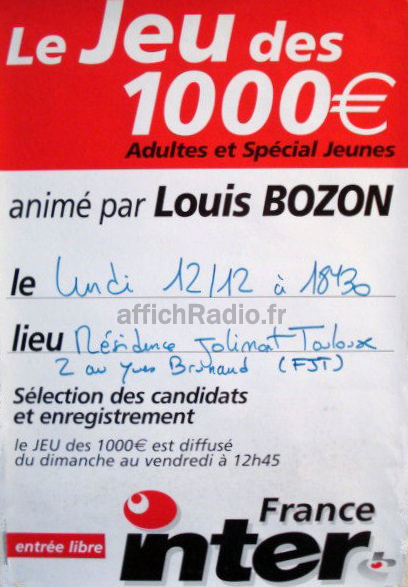 Le Jeu des
1000€
Adultes et Spécial Jeunes
animé par Louis BOZON
le lundi 12/12 à 18h30
affichRadio.fr
lieu Résidence Jolimont Toulouse
2 av Yves Brunaud (FJT)
Sélection des candidats
et enregistrement
le JEU des 1000€ est diffusé
du dimanche au vendredi à 12h45
entrée libre
France
inter